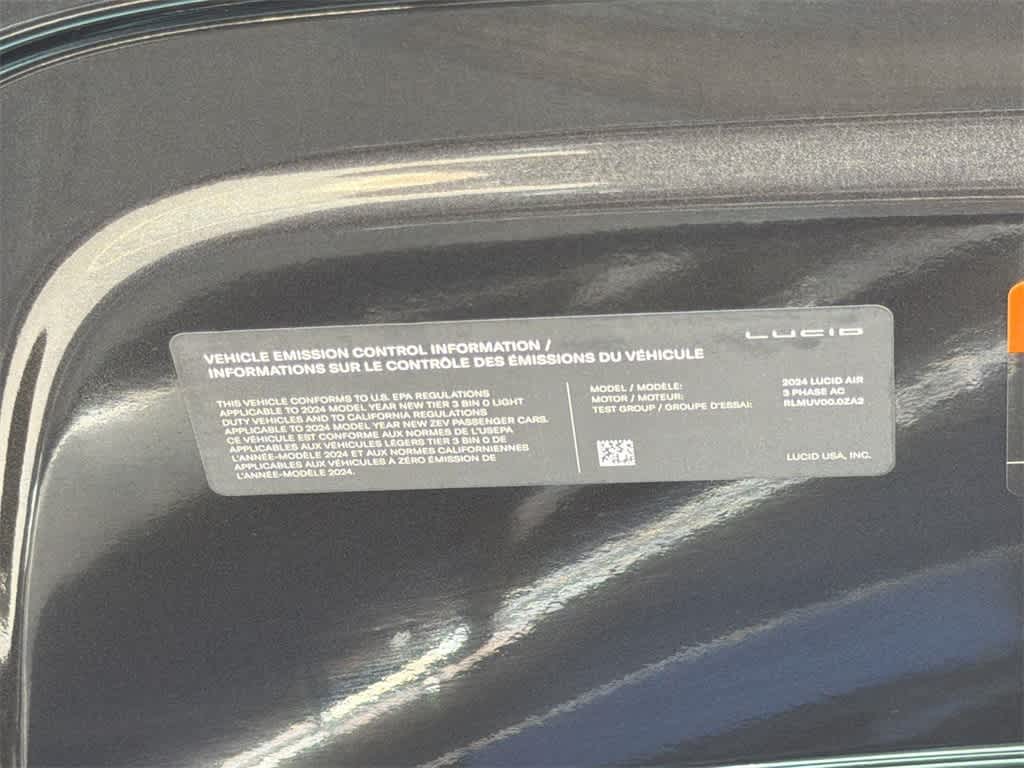 LUCID
VEHICLE EMISSION CONTROL INFORMATION /
INFORMATIONS SUR LE CONTRÔLE DES ÉMISSIONS DU VÉHICULE
THIS VEHICLE CONFORMS TO U.S. EPA REGULATIONS
APPLICABLE TO 2024 MODEL YEAR NEW TIER 3 BIN 0 LIGHT
DUTY VEHICLES AND TO CALIFORNIA REGULATIONS
APPLICABLE TO 2024 MODEL YEAR NEW ZEV PASSENGER CARS.
CE VÉHICULE EST CONFORME AUX NORMES DE L'USEPA
APPLICABLES AUX VÉHICULES LÉGERS TIER 3 BIN 0 DE
L'ANNÉE-MODÈLE 2024 ET AUX NORMES CALIFORNIENNES
APPLICABLES AUX VÉHICULES À ZÉRO ÉMISSION DE
L'ANNÉE-MODÈLE 2024.
MODEL / MODÈLE: 2024 LUCID AIR
MOTOR / MOTEUR: 3 PHASE AC
TEST GROUP / GROUPE D'ESSAI: RLMUV00.0ZA2
LUCID USA, INC.